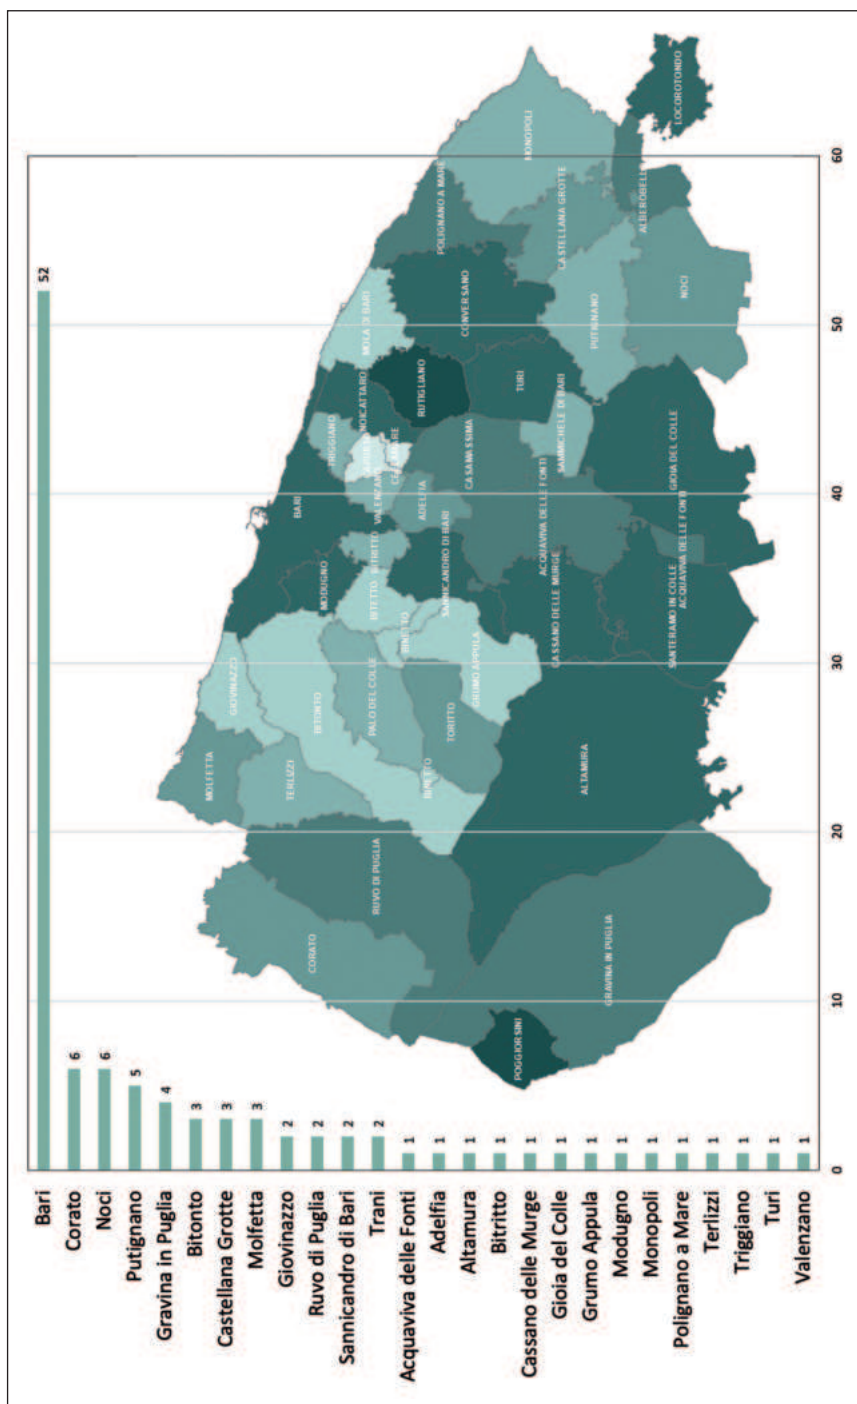 Bari 52
Corato 6
Noci 6
Putignano 5
Gravina in Puglia 4
Bitonto 3
Castellana Grotte 3
Molfetta 3
Giovinazzo 2
Ruvo di Puglia 2
Sannicandro di Bari 2
Trani 2
Acquaviva delle Fonti 1
Adelfia 1
Altamura 1
Bitritto 1
Cassano delle Murge 1
Gioia del Colle 1
Grumo Appula 1
Modugno 1
Monopoli 1
Polignano a Mare 1
Terlizzi 1
Triggiano 1
Turi 1
Valenzano 1
0 10 20 30 40 50 60
MOLFETTA
GIOVINAZZO
TERLIZZI
BITONTO
CORATO
RUVO DI PUGLIA
PALO DEL COLLE
BINETTO
TORITTO
BINETTO
GRUMO APPULA
BITETTO
MODUGNO
BARI
BITRITTO
SANNICANDRO DI BARI
ADELFIA
VALENZANO
TRIGGIANO
CELLAMARE
NOICATTARO
MOLA DI BARI
RUTIGLIANO
CASAMASSIMA
CONVERSANO
POLIGNANO A MARE
MONOPOLI
CASTELLANA GROTTE
PUTIGNANO
TURI
SAMMICHELE DI BARI
ACQUAVIVA DELLE FONTI
CASSANO DELLE MURGE
SANTERAMO IN COLLE
ACQUAVIVA DELLE FONTI
GIOIA DEL COLLE
NOCI
ALBEROBELLO
LOCOROTONDO
ALTAMURA
GRAVINA IN PUGLIA
POGGIORSINI